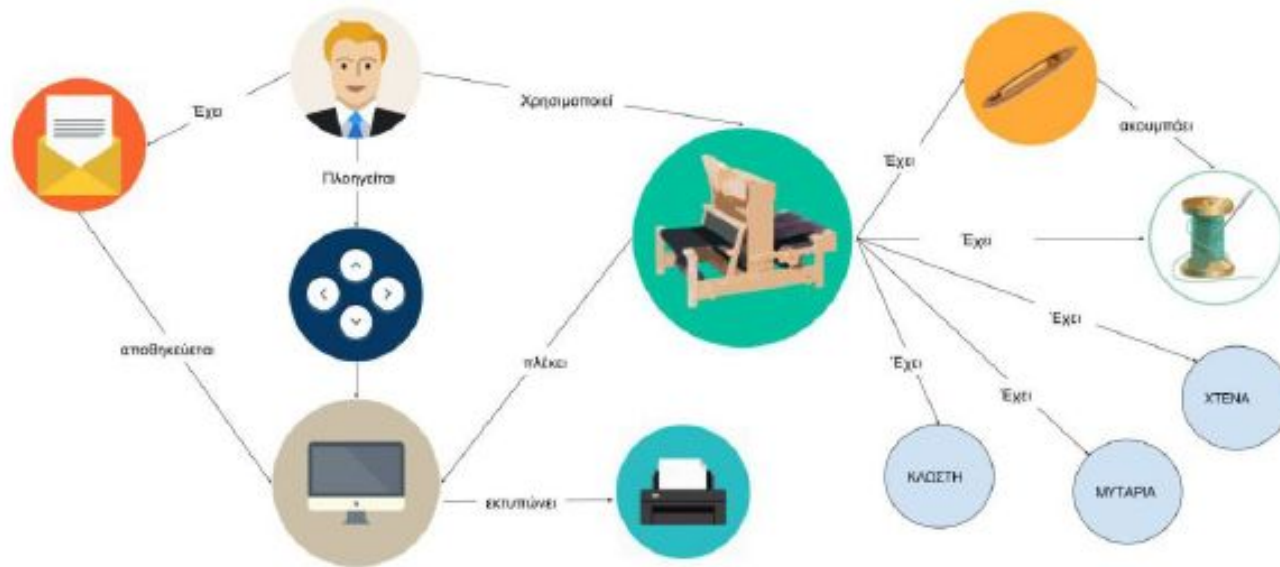 Έχει
Χρησιμοποιεί
ακουμπάει
Πλοηγείται
Έχει
Έχει
Έχει
αποθηκεύεται
πλέκει
Έχει
Έχει
ΧΤΕΝΑ
ΚΛΩΣΤΗ
ΜΥΤΑΡΙΑ
εκτυπώνει